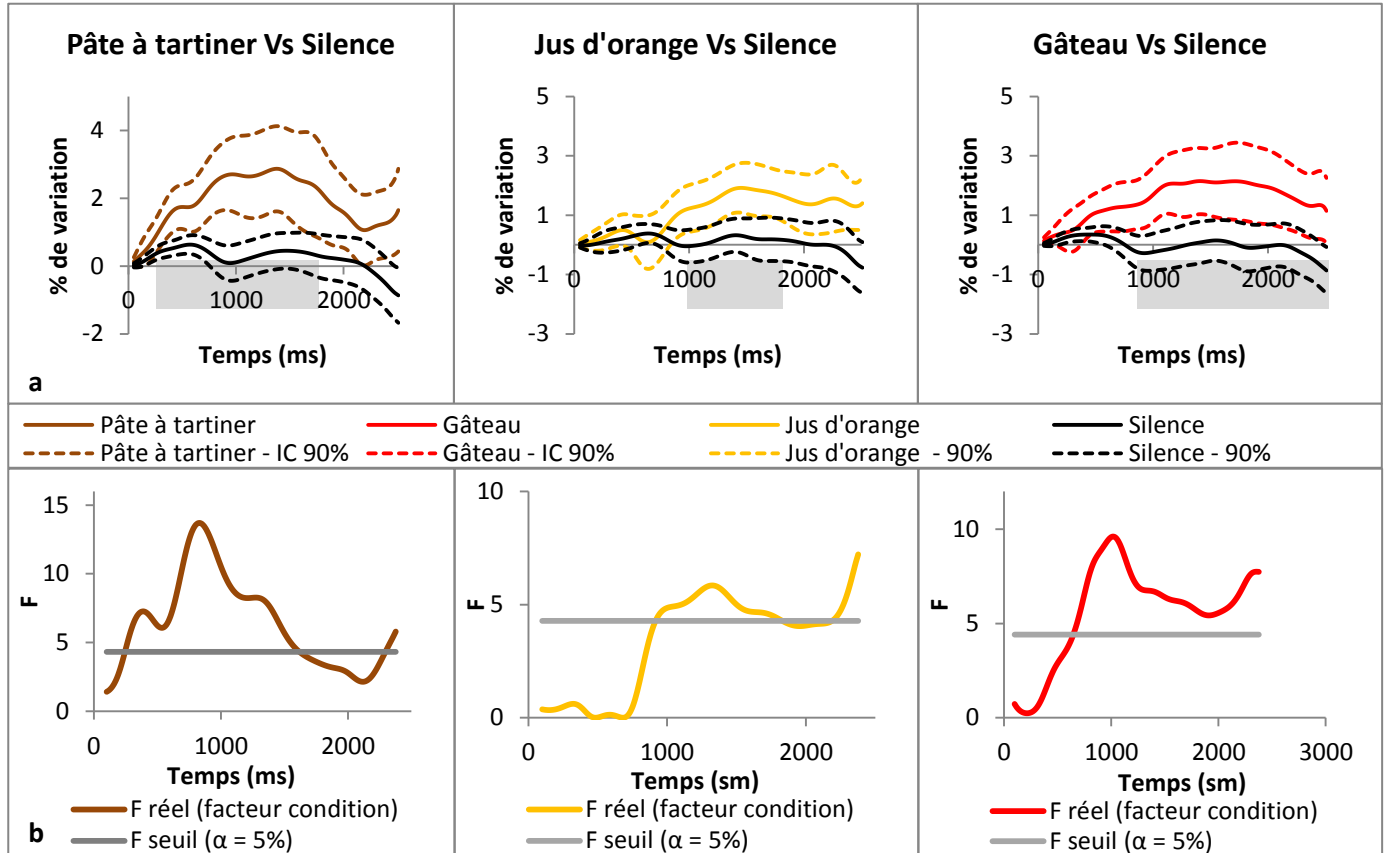 Pâte à tartiner Vs Silence
% de variation
4
2
0
-2
0
1000
2000
Temps (ms)
a
Jus d'orange Vs Silence
% de variation
5
3
1
-1
-3
0
1000
2000
Temps (ms)
Gâteau Vs Silence
% de variation
5
3
1
-1
-3
0
1000
2000
Temps (ms)
Pâte à tartiner
Gâteau
Jus d'orange
Silence
Pâte à tartiner - IC 90%
Gâteau - IC 90%
Jus d'orange - 90%
Silence - 90%
F
15
10
5
0
0
1000
2000
Temps (ms)
F réel (facteur condition)
F seuil (α = 5%)
b
F
10
5
0
0
1000
2000
Temps (sm)
F réel (facteur condition)
F seuil (α = 5%)
F
10
5
0
0
1000
2000
3000
Temps (sm)
F réel (facteur condition)
F seuil (α = 5%)